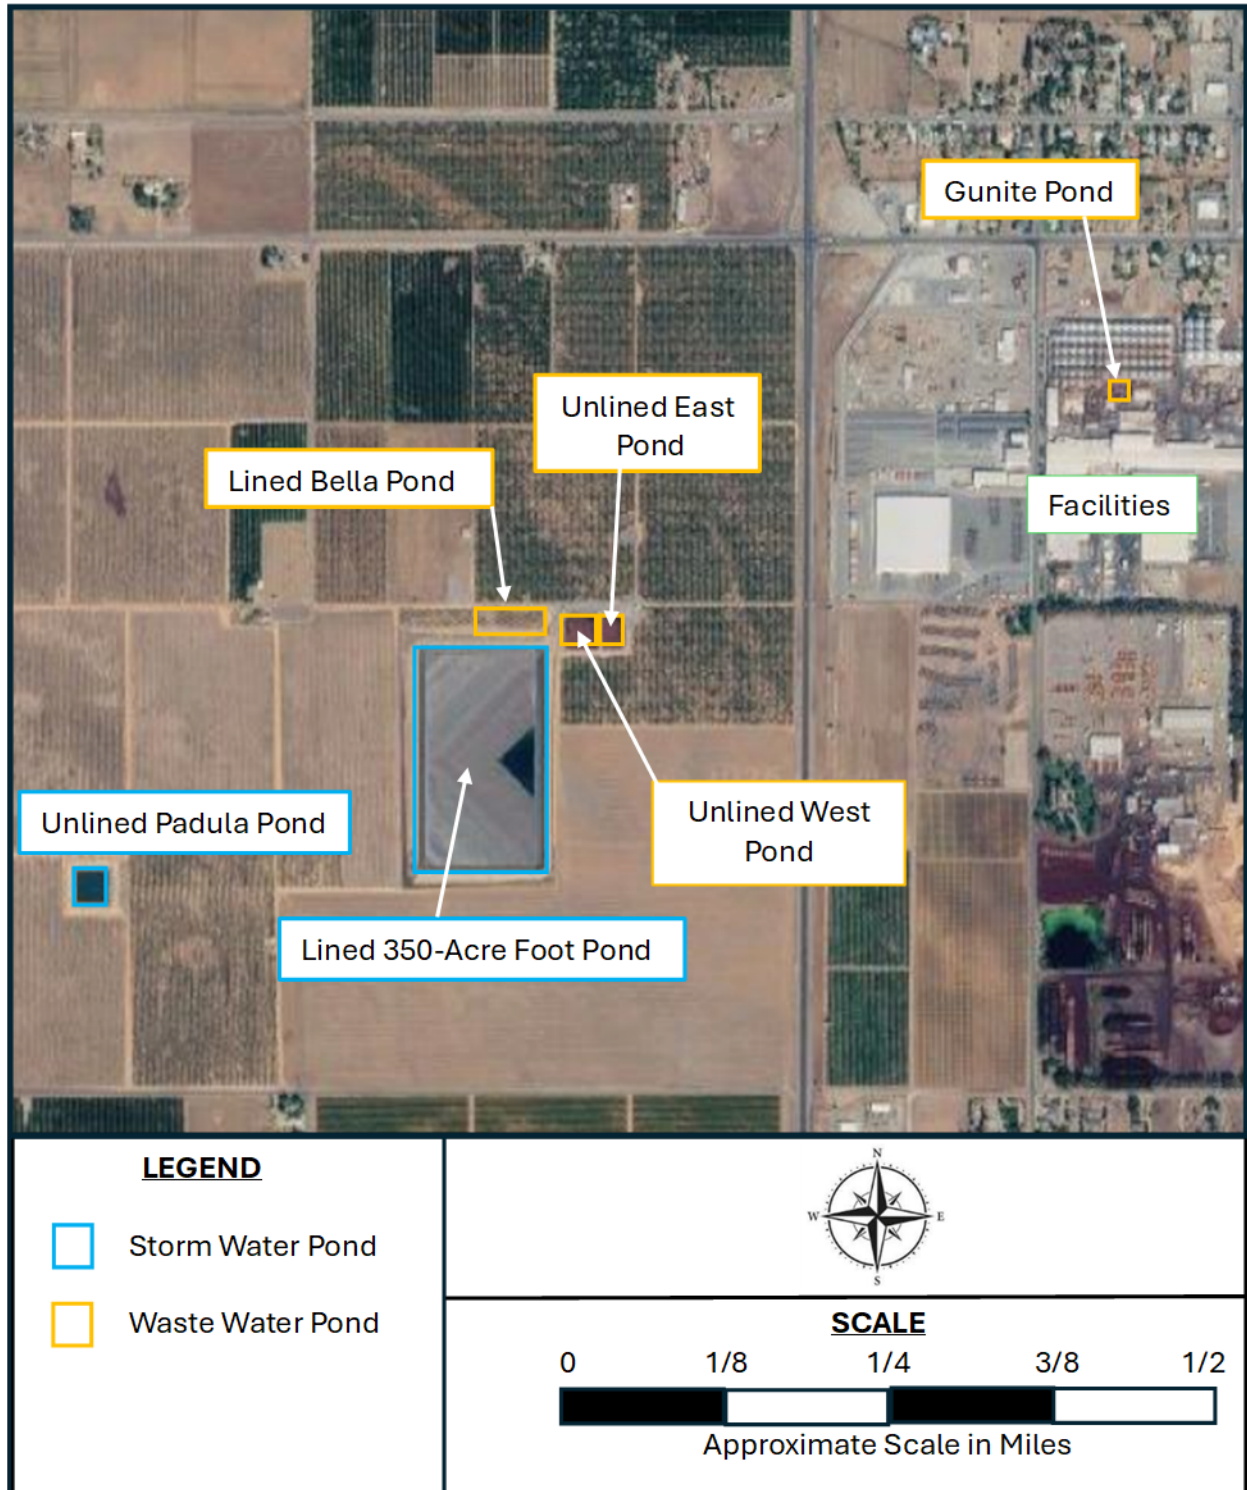 Gunite Pond
Unlined East
Pond
Lined Bella Pond
Facilities
Unlined Padula Pond
Unlined West
Pond
Lined 350-Acre Foot Pond
LEGEND
Storm Water Pond
Waste Water Pond
N
W
E
S
SCALE
0 1/8 1/4 3/8 1/2
Approximate Scale in Miles